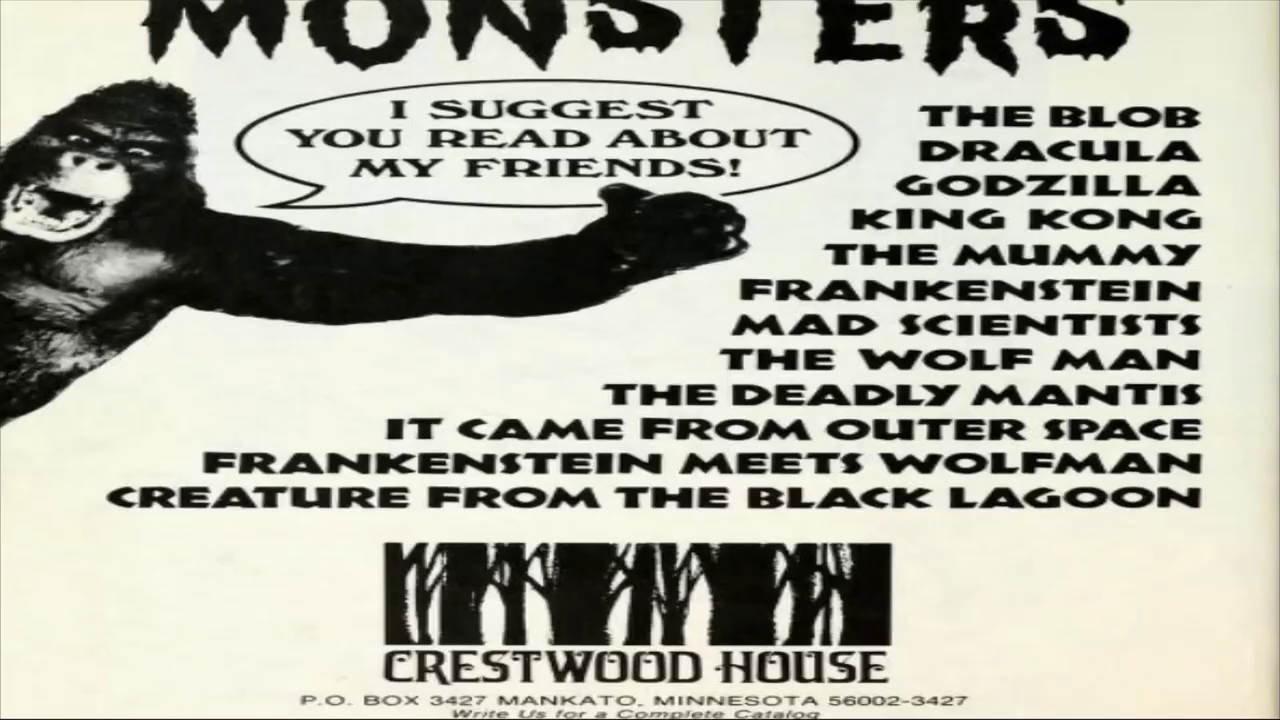 MONSTERS
I SUGGEST
YOU READ ABOUT
MY FRIENDS!
THE BLOB
DRACULA
GODZILLA
KING KONG
THE MUMMY
FRANKENSTEIN
MAD SCIENTISTS
THE WOLF MAN
THE DEADLY MANTIS
IT CAME FROM OUTER SPACE
FRANKENSTEIN MEETS WOLFMAN
CREATURE FROM THE BLACK LAGOON
CRESTWOOD HOUSE
P.O. BOX 3427 MANKATO, MINNESOTA 56002-3427
Write Us for a Complete Catalog